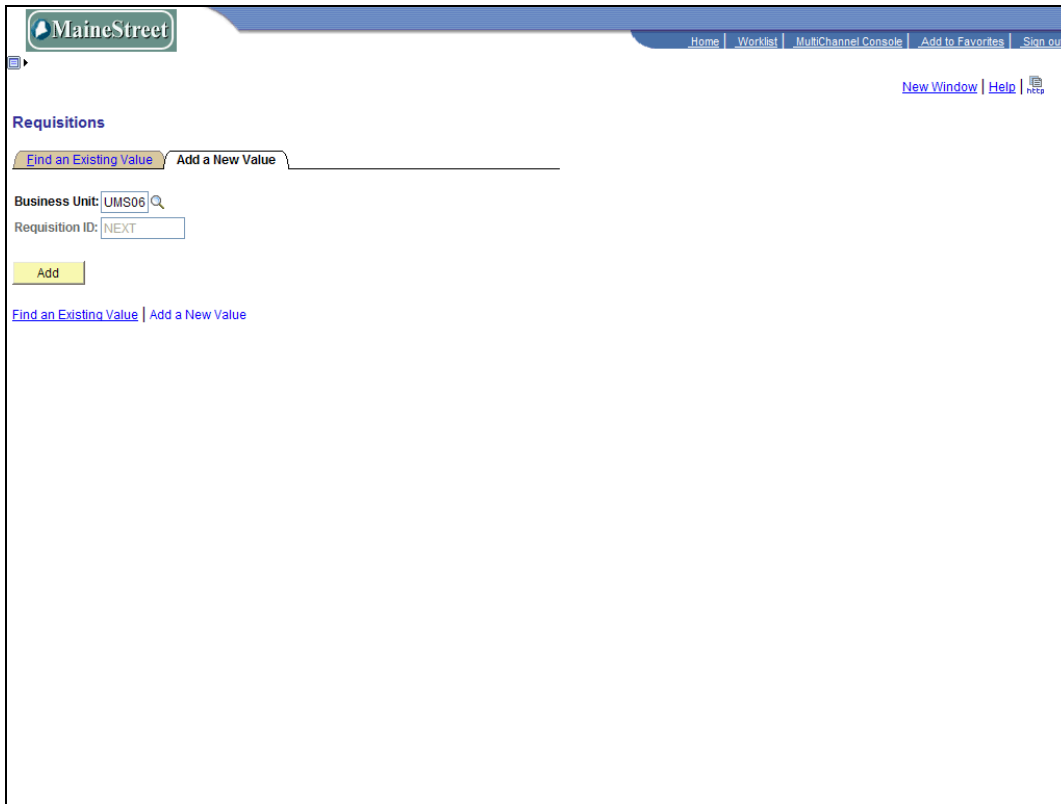 MaineStreet
Home | Worklist | MultiChannel Console | Add to Favorites | Sign ou
New Window | Help | http
Requisitions
Find an Existing Value Add a New Value
Business Unit: UMS06
Requisition ID: NEXT
Add
Find an Existing Value | Add a New Value